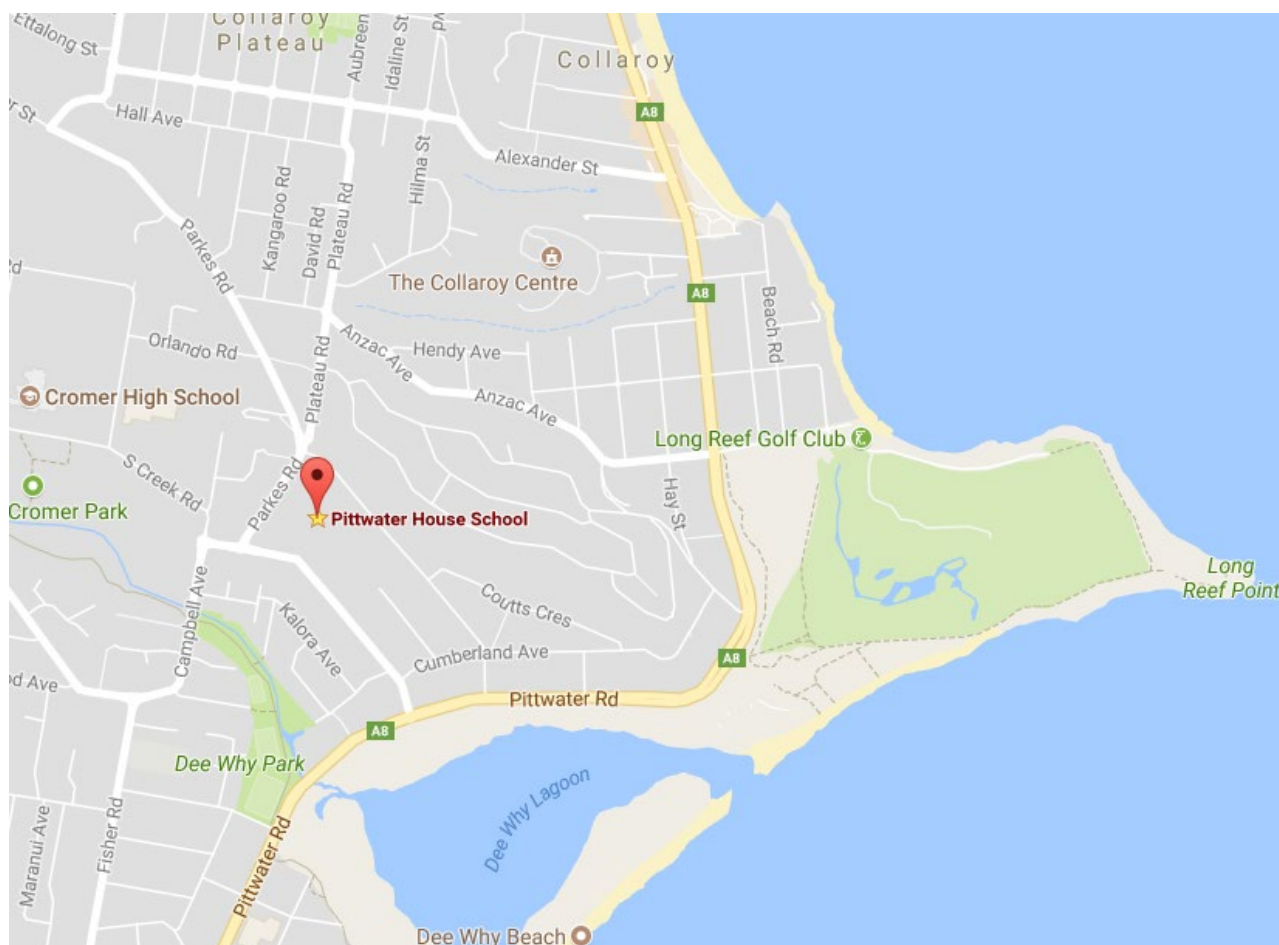 Ettalong St
Collaroy
Plateau
Aubreen
Idaline St
Collaroy
Hall Ave
A8
Alexander St
Hilma St
Kangaroo Rd
David Rd
Plateau Rd
Parkes Rd
The Collaroy Centre
A8
Beach Rd
Orlando Rd
Anzac Ave
Hendy Ave
Plateau Rd
Cromer High School
Anzac Ave
Long Reef Golf Club
S Creek Rd
Parkes Rd
Hay St
Cromer Park
Pittwater House School
Long
Reef Point
Campbell Ave
Kalora Ave
Coutts Cres
Cumberland Ave
A8
Pittwater Rd
A8
Dee Why Park
Dee Why Lagoon
Maranui Ave
Fisher Rd
Pittwater Rd
Dee Why Beach